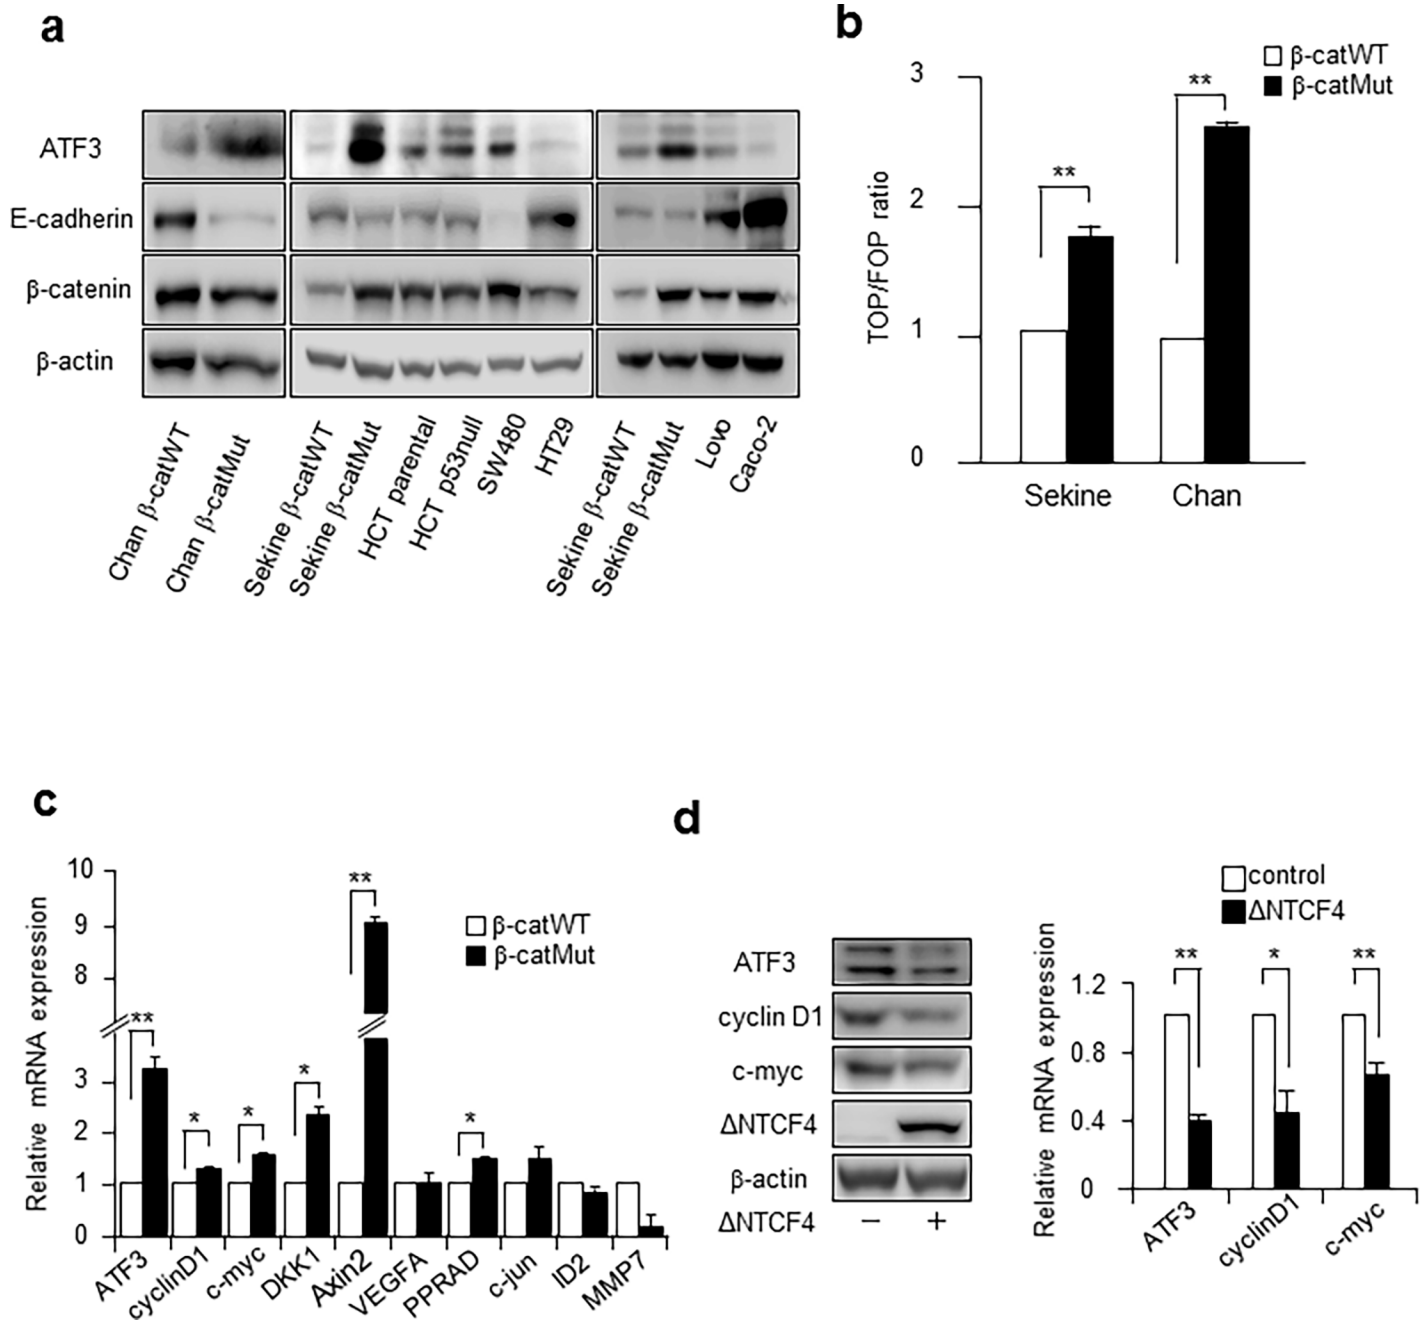 a
ATF3
E-cadherin
β-catenin
β-actin
Chan β-catWT
Chan β-catMut
Sekine β-catWT
Sekine β-catMut
HCT parental
HCT p53null
SW480
HT29
Sekine β-catWT
Sekine β-catMut
Lovo
Caco-2
b
β-catWT
β-catMut
TOP/FOP ratio
3
2
1
0
**
**
Sekine
Chan
c
Relative mRNA expression
10
9
8
3
2
1
0
β-catWT
β-catMut
**
*
*
*
**
*
ATF3
cyclinD1
c-myc
DKK1
Axin2
VEGFA
PPRAD
c-jun
ID2
MMP7
d
ATF3
cyclin D1
c-myc
ΔNTCF4
β-actin
ΔNTCF4 − +
control
ΔNTCF4
Relative mRNA expression
1.2
0.8
0.4
0
**
*
**
ATF3
cyclinD1
c-myc